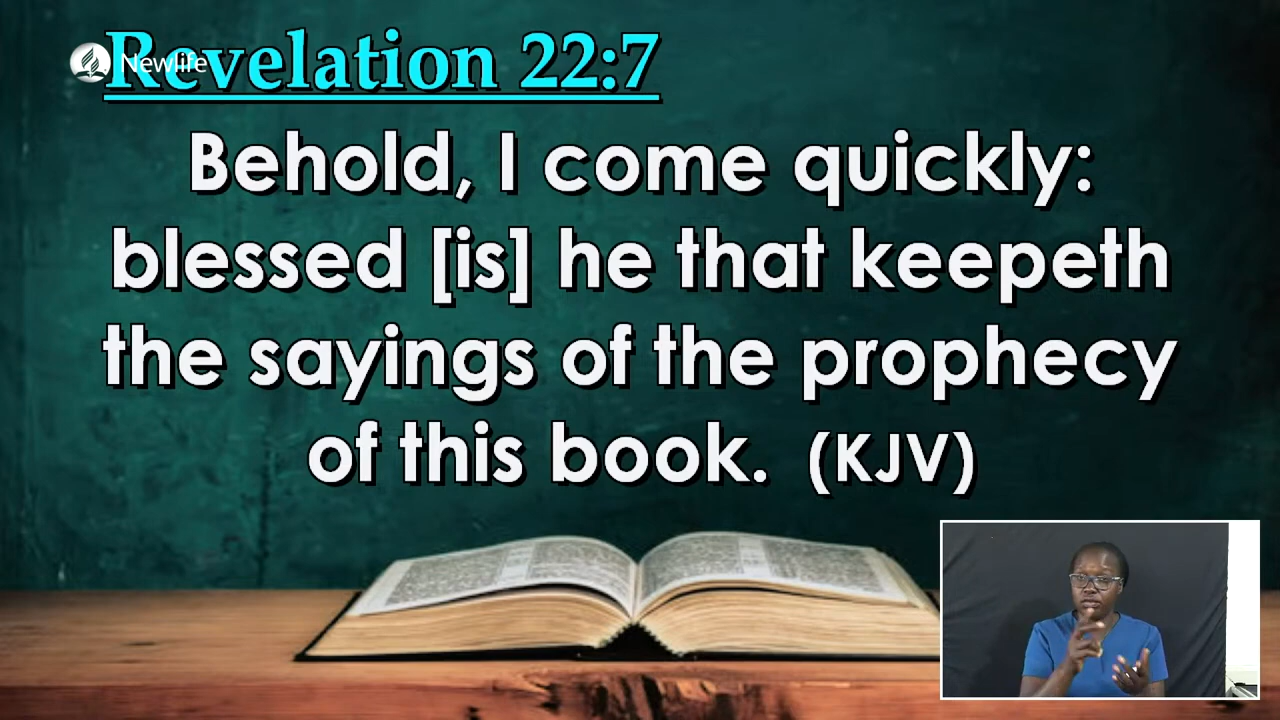 Revelation 22:7
Newlife
Behold, I come quickly:
blessed [is] he that keepeth
the sayings of the prophecy
of this book. (KJV)